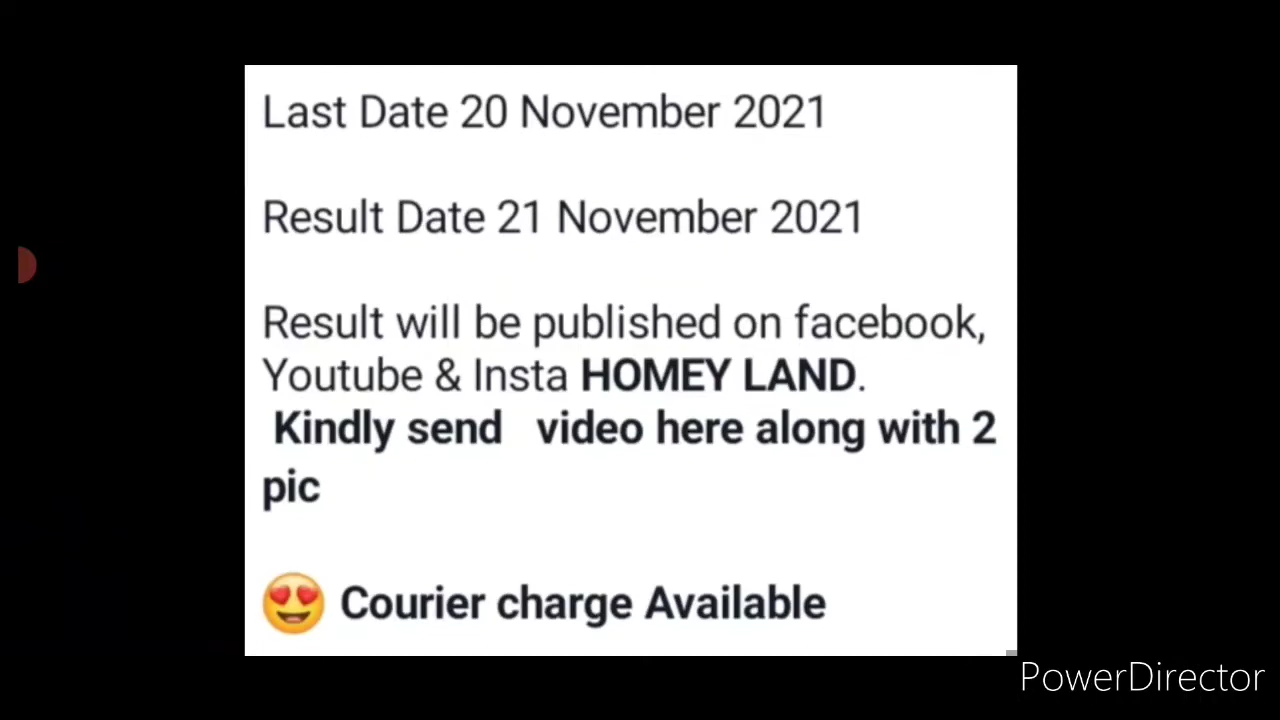 Last Date 20 November 2021
Result Date 21 November 2021
Result will be published on facebook,
Youtube & Insta HOMEY LAND.
Kindly send video here along with 2
pic
😍 Courier charge Available
PowerDirector